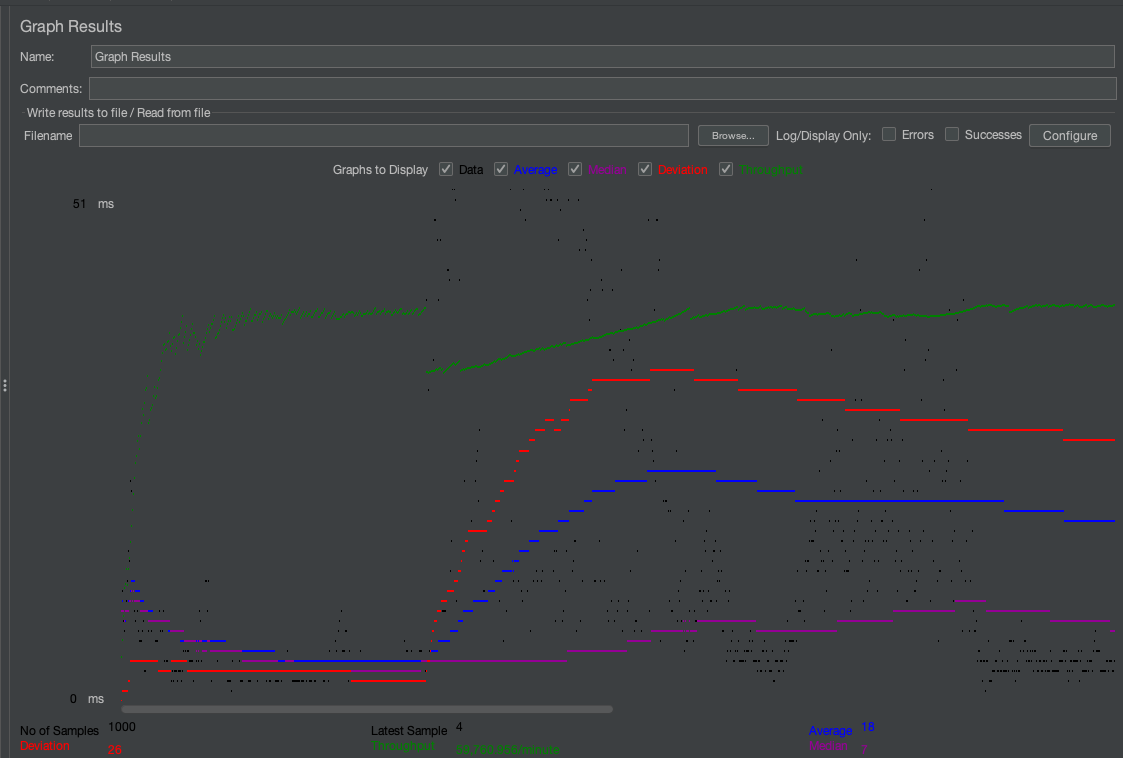 Graph Results
Name: Graph Results
Comments:
Write results to file / Read from file
Filename Browse... Log/Display Only: Errors Successes Configure
Graphs to Display Data Average Median Deviation Throughput
51 ms
0 ms
No of Samples 1000 Latest Sample 4 Average 18
Deviation 26 Throughput 59,760.956/minute Median